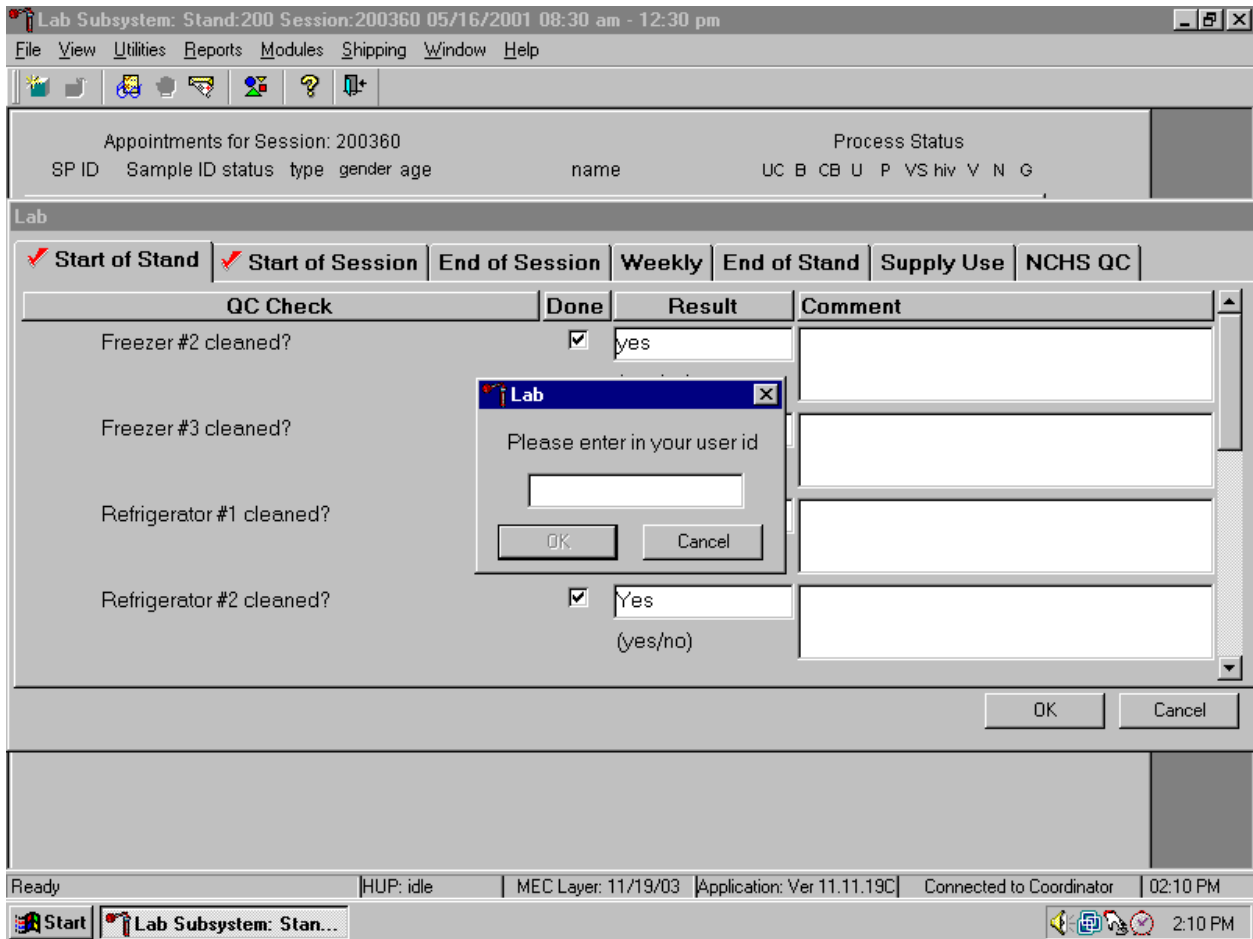 Lab Subsystem: Stand:200 Session:200360 05/16/2001 08:30 am - 12:30 pm
File View Utilities Reports Modules Shipping Window Help
Appointments for Session: 200360 Process Status
SP ID Sample ID status type gender age name UC B CB U P VS hiv V N G
Lab
Start of Stand Start of Session End of Session Weekly End of Stand Supply Use NCHS QC
QC Check Done Result Comment
Freezer #2 cleaned? yes
Lab
Please enter in your user id
OK Cancel
Freezer #3 cleaned?
Refrigerator #1 cleaned?
Refrigerator #2 cleaned? Yes
(yes/no)
OK Cancel
Ready HUP: idle MEC Layer: 11/19/03 Application: Ver 11.11.19C Connected to Coordinator 02:10 PM
Start Lab Subsystem: Stan... 2:10 PM